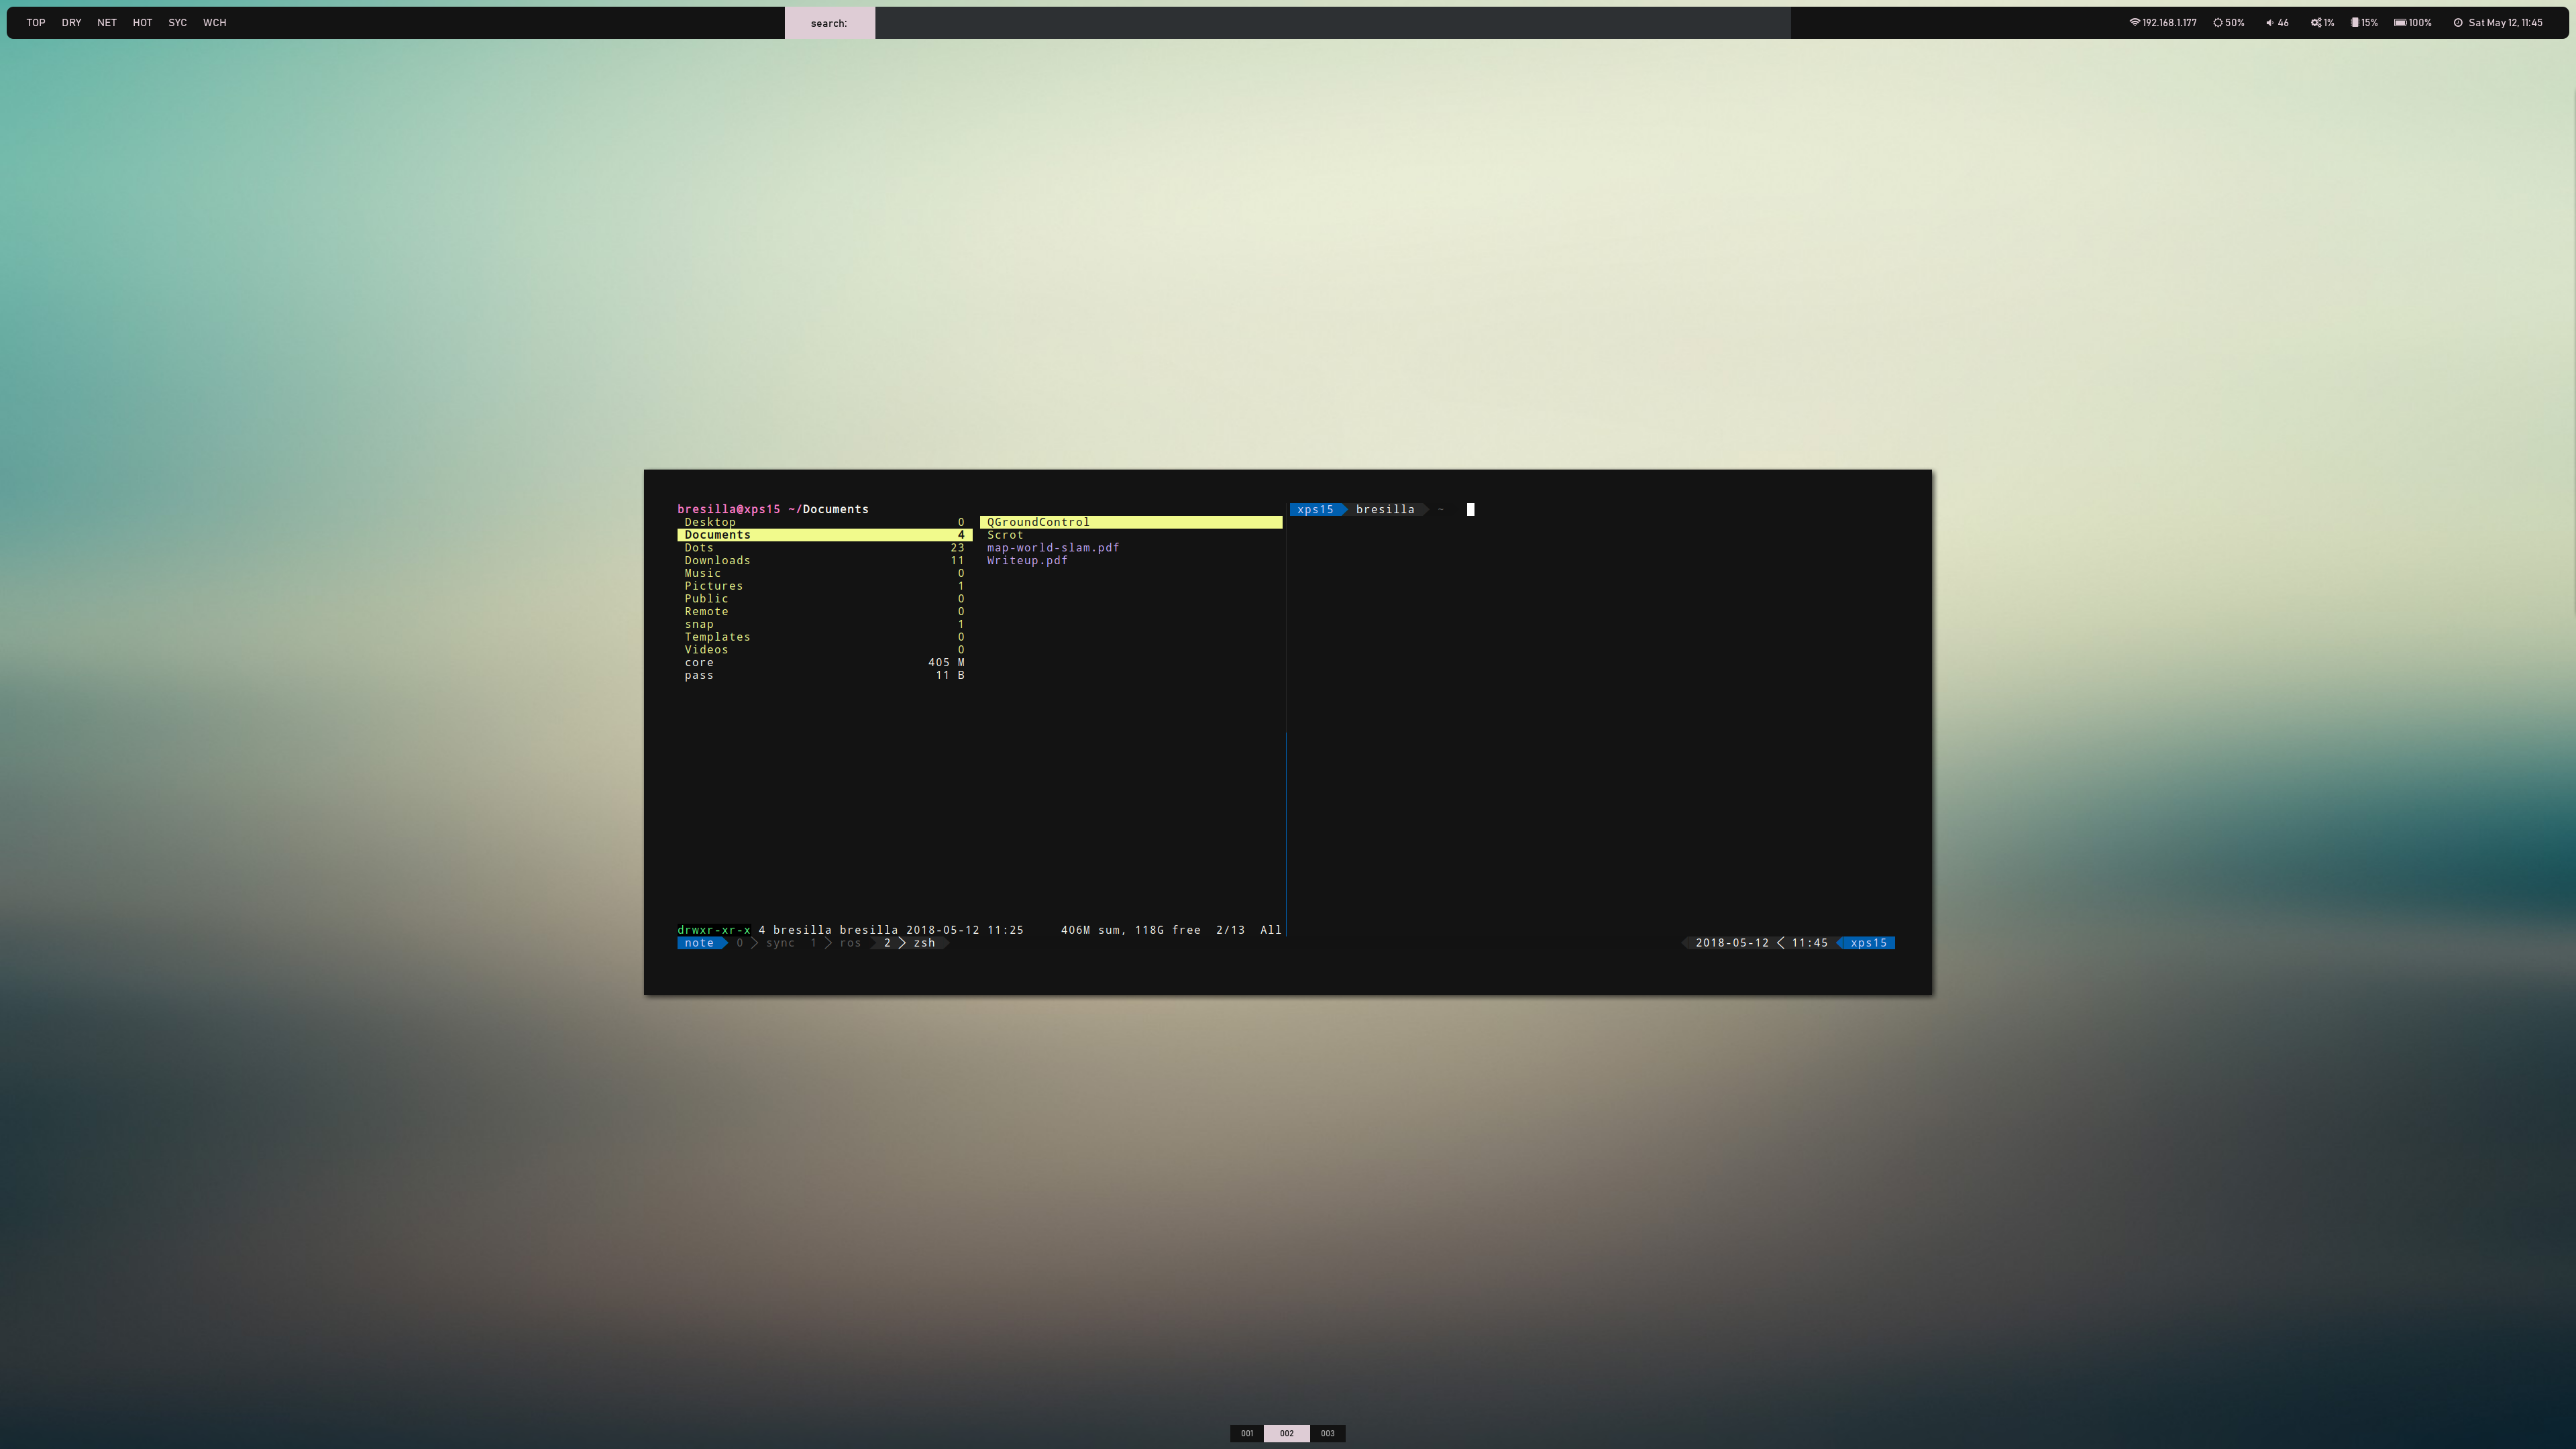 TOP DRY NET HOT SYC WCH search: 192.168.1.177 50% 46 1% 15% 100% Sat May 12, 11:45
bresilla@xps15 ~/Documents xps15 bresilla ~
Desktop 0 QGroundControl
Documents 4 Scrot
Dots 23 map-world-slam.pdf
Downloads 11 Writeup.pdf
Music 0
Pictures 1
Public 0
Remote 0
snap 1
Templates 0
Videos 0
core 405 M
pass 11 B
drwxr-xr-x 4 bresilla bresilla 2018-05-12 11:25 406M sum, 118G free 2/13 All
note 0 sync 1 ros 2 zsh 2018-05-12 11:45 xps15
001 002 003